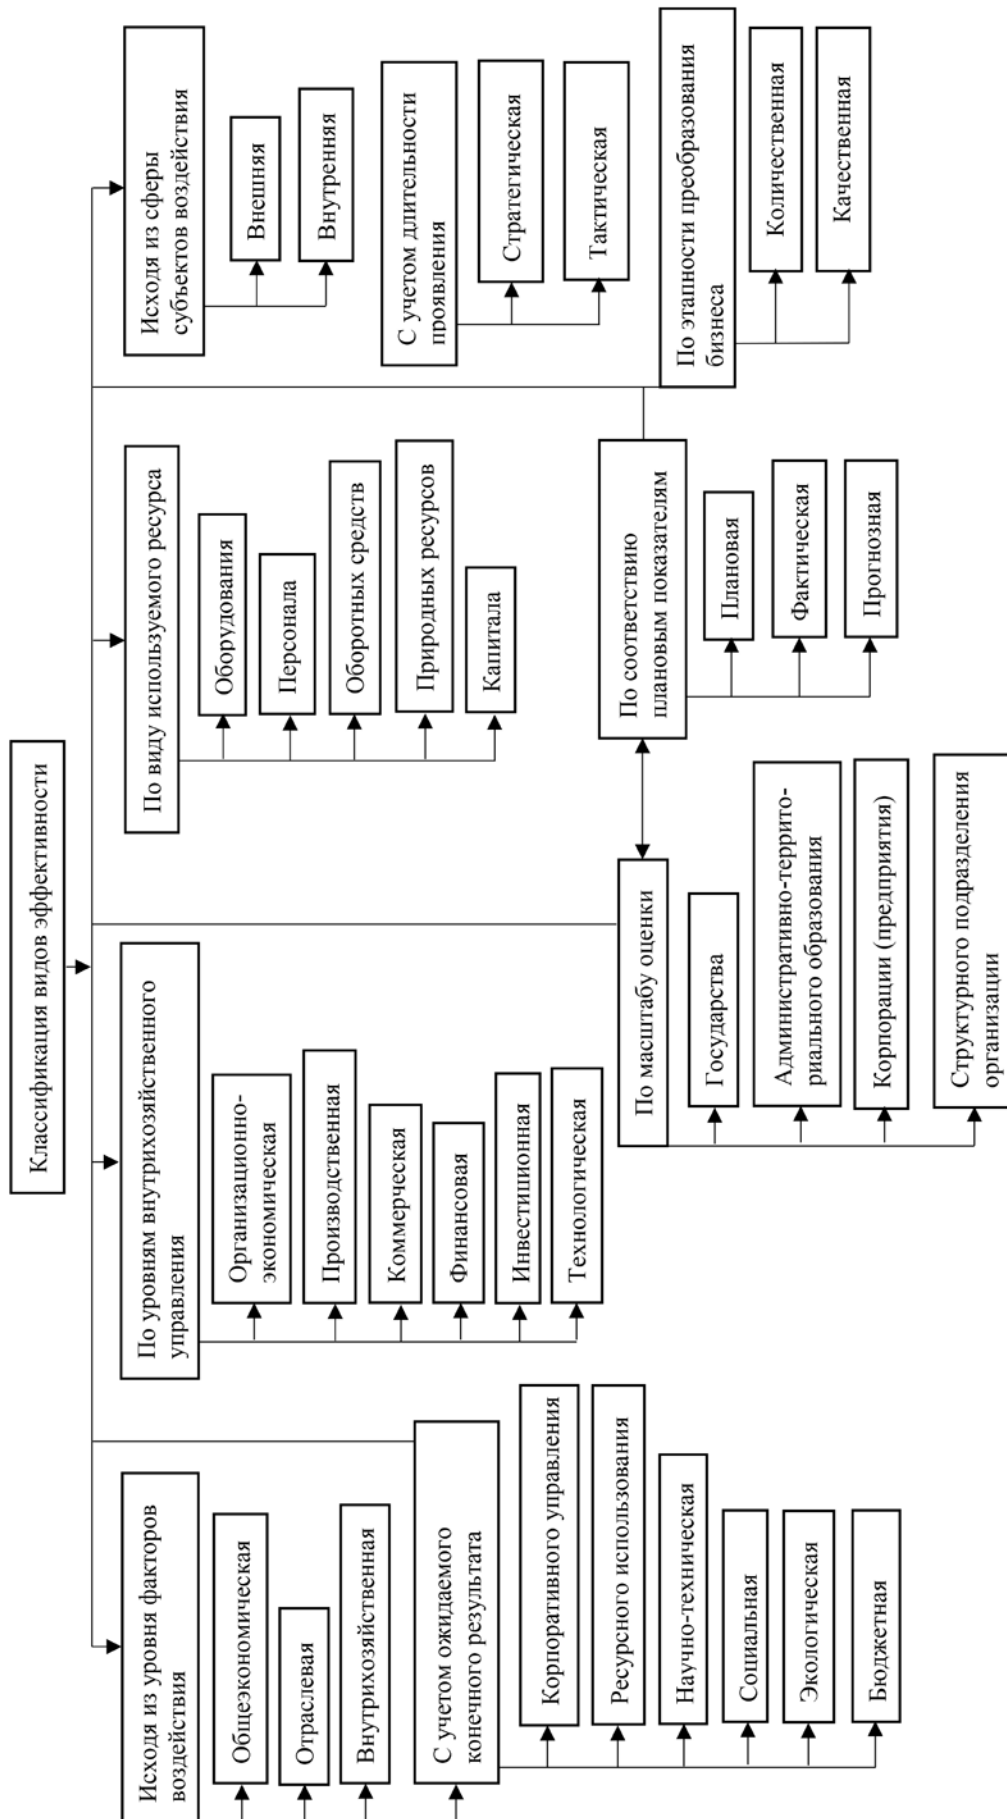 Классификация видов эффективности
Исходя из уровня факторов
воздействия
Общеэкономическая
Отраслевая
Внутрихозяйственная
С учетом ожидаемого
конечного результата
Корпоративного управления
Ресурсного использования
Научно-техническая
Социальная
Экологическая
Бюджетная
По уровням внутрихозяйственного
управления
Организационно-
экономическая
Производственная
Коммерческая
Финансовая
Инвестиционная
Технологическая
По масштабу оценки
Государства
Административно-террито-
риального образования
Корпорации (предприятия)
Структурного подразделения
организации
По виду используемого ресурса
Оборудования
Персонала
Оборотных средств
Природных ресурсов
Капитала
По соответствию
плановым показателям
Плановая
Фактическая
Прогнозная
Исходя из сферы
субъектов воздействия
Внешняя
Внутренняя
С учетом длительности
проявления
Стратегическая
Тактическая
По этапности преобразования
бизнеса
Количественная
Качественная